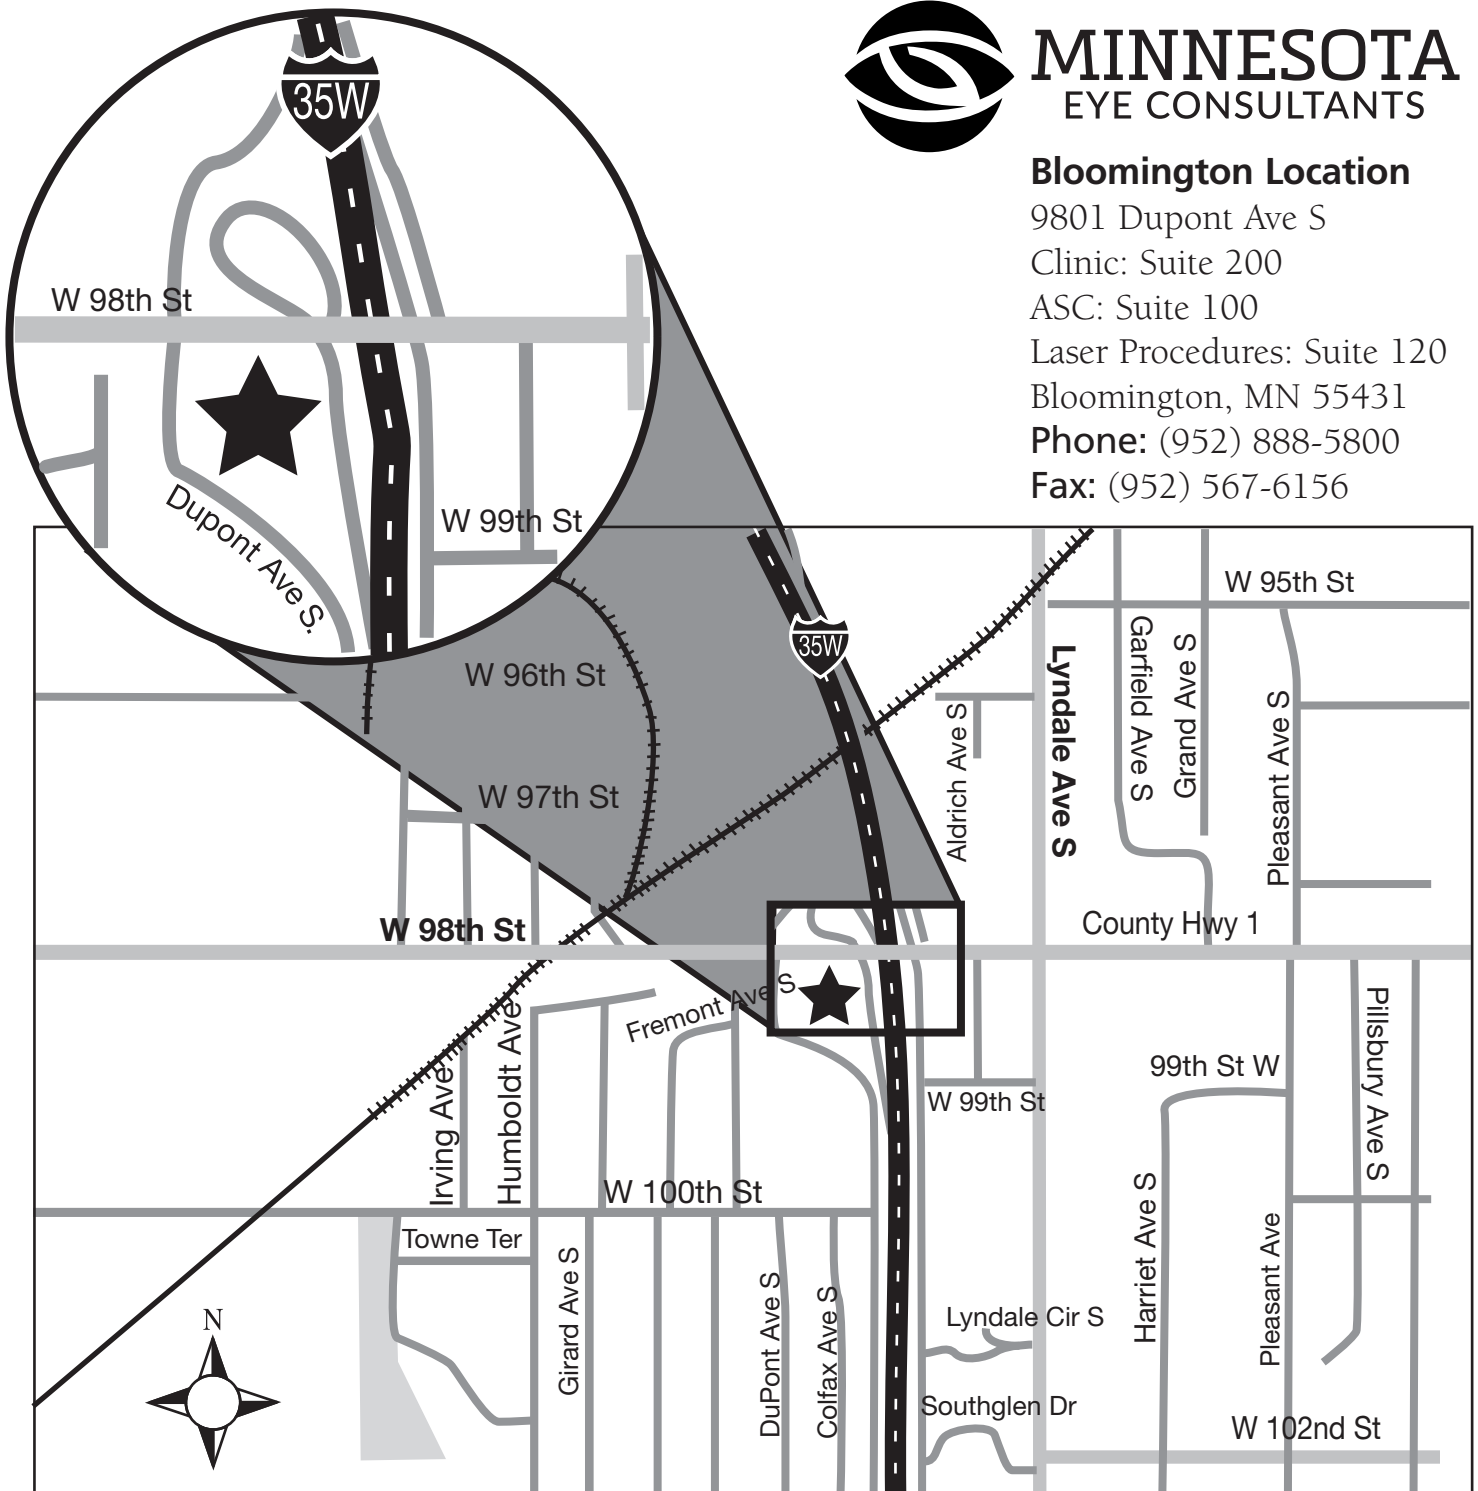 MINNESOTA
EYE CONSULTANTS
Bloomington Location
9801 Dupont Ave S
Clinic: Suite 200
ASC: Suite 100
Laser Procedures: Suite 120
Bloomington, MN 55431
Phone: (952) 888-5800
Fax: (952) 567-6156
35W
W 98th St
Dupont Ave S.
W 99th St
W 95th St
35W
Garfield Ave S
Grand Ave S
Lyndale Ave S
W 96th St
Aldrich Ave S
Pleasant Ave S
W 97th St
W 98th St
County Hwy 1
Fremont Ave S
Irving Ave
Humboldt Ave
Pillsbury Ave S
99th St W
W 99th St
W 100th St
Towne Ter
Girard Ave S
DuPont Ave S
Colfax Ave S
Harriet Ave S
Pleasant Ave
Lyndale Cir S
N
Southglen Dr
W 102nd St